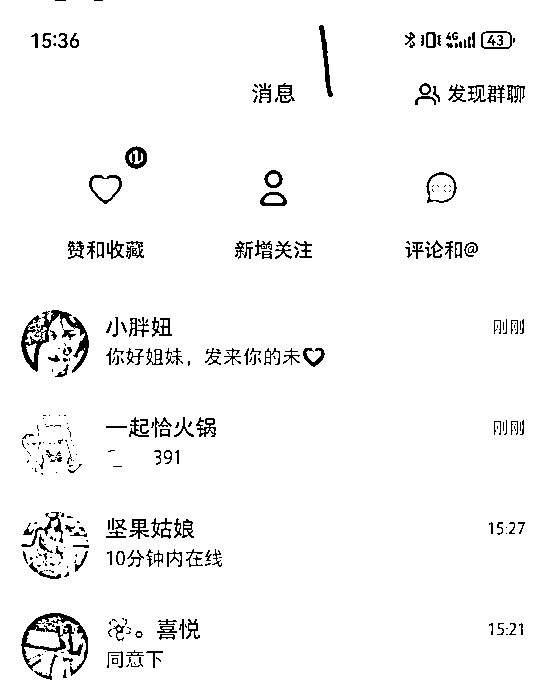 15:36 4G 43
消息 发现群聊
赞和收藏 新增关注 评论和@
小胖妞 刚刚
你好姐妹，发来你的未
一起恰火锅 刚刚
391
坚果姑娘 15:27
10分钟内在线
。喜悦 15:21
同意下